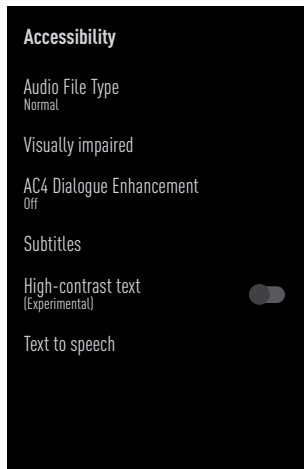 Accessibility
Audio File Type
Normal
Visually impaired
AC4 Dialogue Enhancement
Off
Subtitles
High-contrast text
(Experimental)
Text to speech